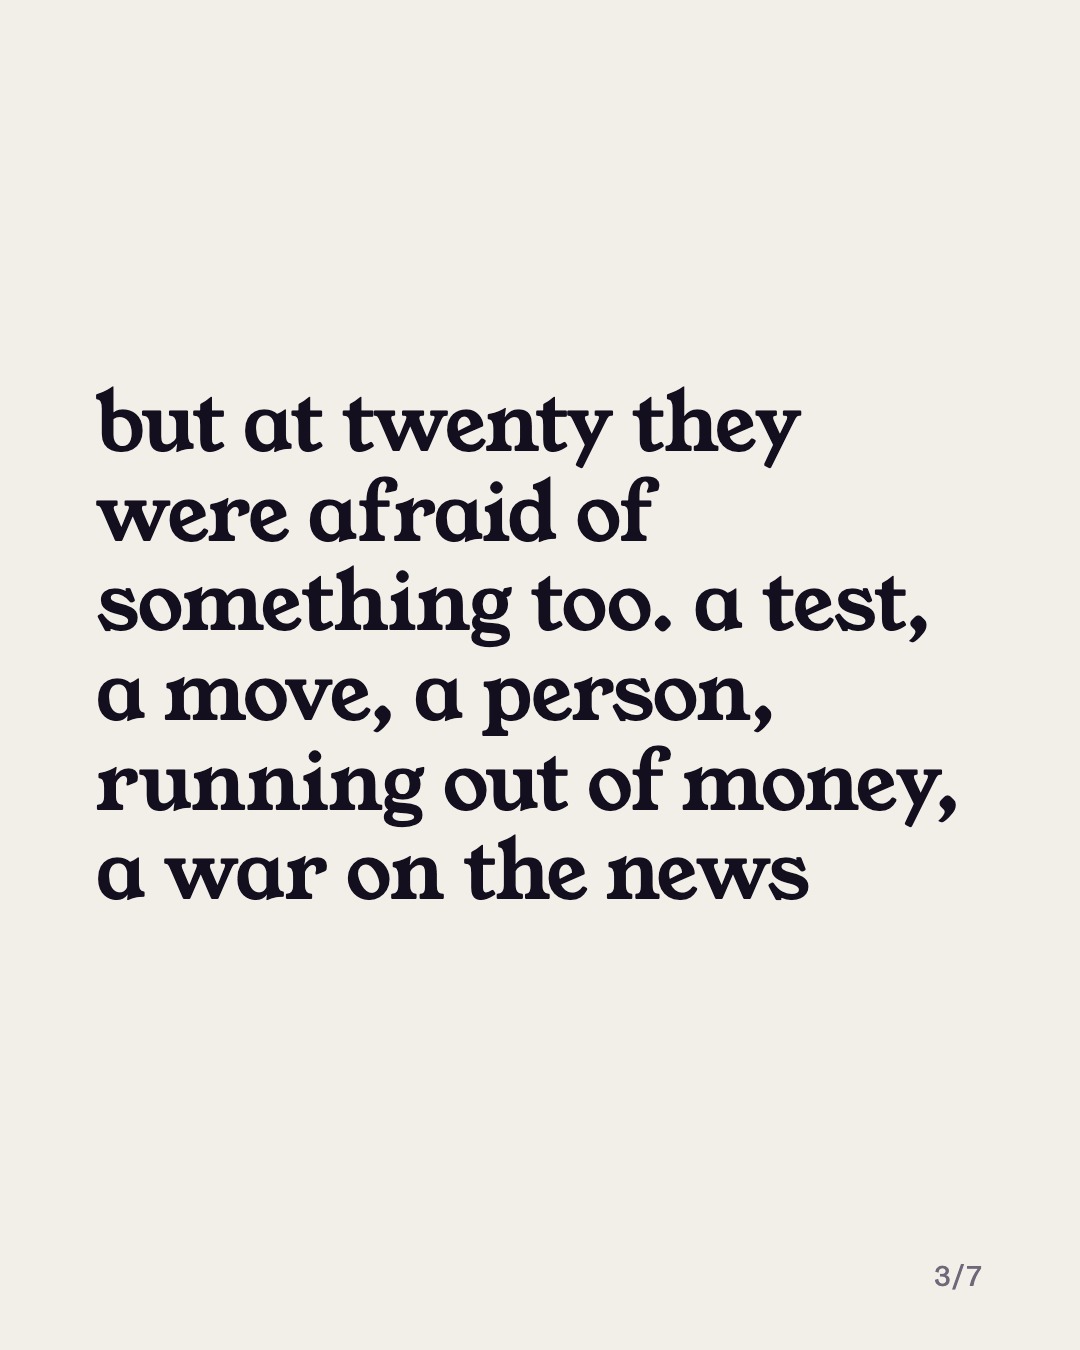 but at twenty they
were afraid of
something too. a test,
a move, a person,
running out of money,
a war on the news
3/7